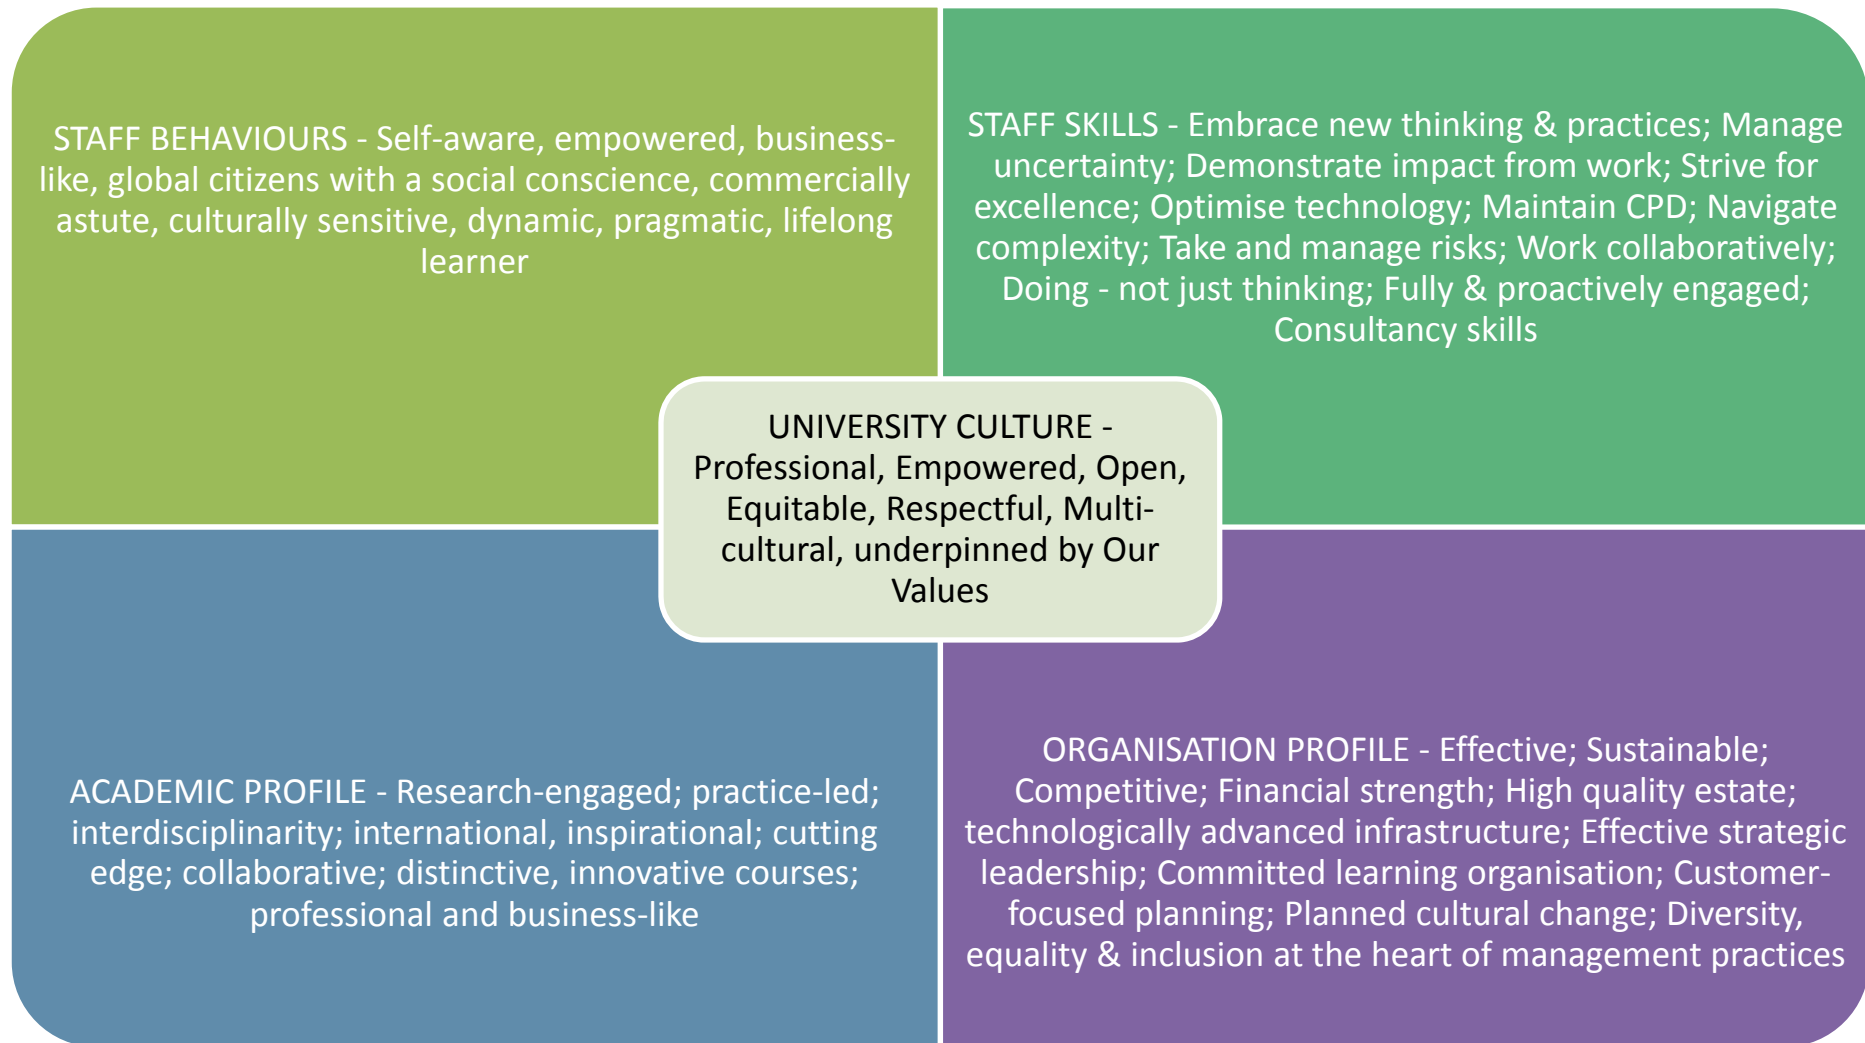 STAFF BEHAVIOURS - Self-aware, empowered, business-
like, global citizens with a social conscience, commercially
astute, culturally sensitive, dynamic, pragmatic, lifelong
learner
STAFF SKILLS - Embrace new thinking & practices; Manage
uncertainty; Demonstrate impact from work; Strive for
excellence; Optimise technology; Maintain CPD; Navigate
complexity; Take and manage risks; Work collaboratively;
Doing - not just thinking; Fully & proactively engaged;
Consultancy skills
UNIVERSITY CULTURE -
Professional, Empowered, Open,
Equitable, Respectful, Multi-
cultural, underpinned by Our
Values
ACADEMIC PROFILE - Research-engaged; practice-led;
interdisciplinarity; international, inspirational; cutting
edge; collaborative; distinctive, innovative courses;
professional and business-like
ORGANISATION PROFILE - Effective; Sustainable;
Competitive; Financial strength; High quality estate;
technologically advanced infrastructure; Effective strategic
leadership; Committed learning organisation; Customer-
focused planning; Planned cultural change; Diversity,
equality & inclusion at the heart of management practices